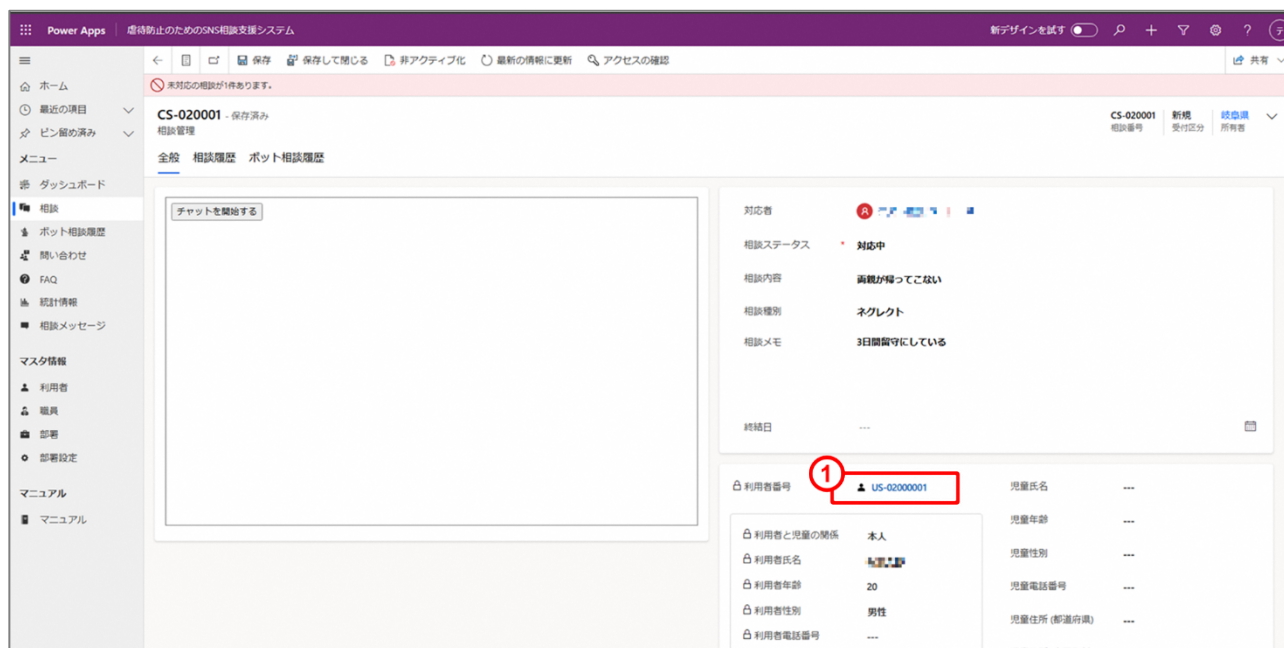 Power Apps 虐待防止のためのSNS相談支援システム 新デザインを試す ?
保存 保存して閉じる 非アクティブ化 最新の情報に更新 アクセスの確認 共有
未対応の相談が1件あります。
ホーム
最近の項目
ピン留め済み
メニュー
ダッシュボード
相談
ボット相談履歴
問い合わせ
FAQ
統計情報
相談メッセージ
マスタ情報
利用者
職員
部署
部署設定
マニュアル
マニュアル
CS-020001 - 保存済み
相談管理
CS-020001 新規 岐阜県
相談番号 受付区分 所有者
全般 相談履歴 ボット相談履歴
チャットを開始する
対応者
相談ステータス * 対応中
相談内容 両親が帰ってこない
相談種別 ネグレクト
相談メモ 3日間留守にしている
終結日 ---
1
利用者番号 US-02000001
利用者と児童の関係 本人
利用者氏名
利用者年齢 20
利用者性別 男性
利用者電話番号 ---
児童氏名 ---
児童年齢 ---
児童性別 ---
児童電話番号 ---
児童住所 (都道府県) ---